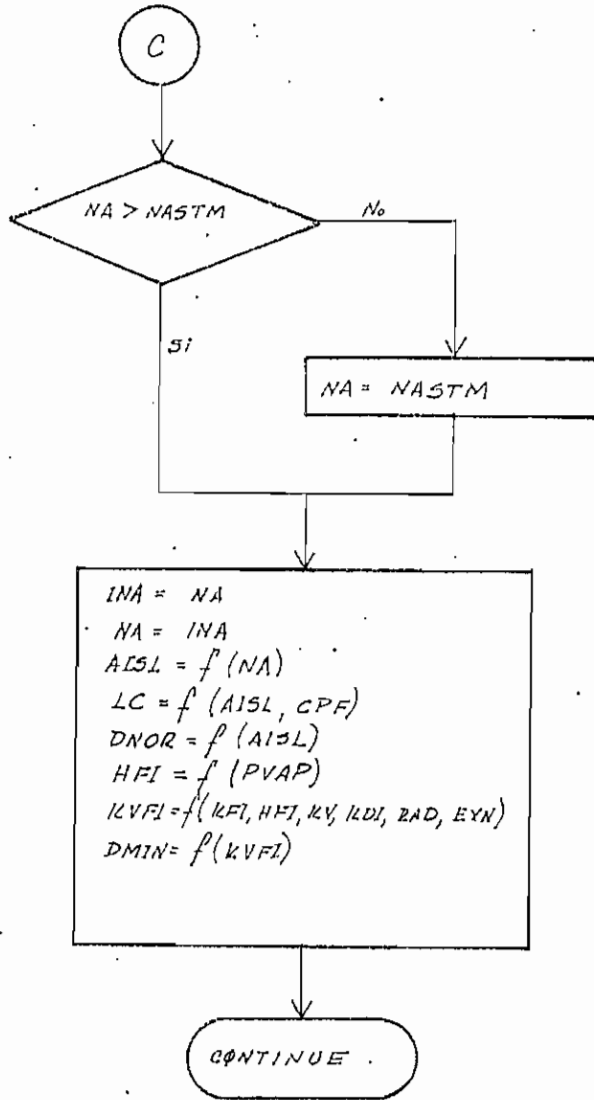 C
NA > NASTM
No
Si
NA = NASTM
INA = NA
NA = INA
AISL = f (NA)
LC = f (AISL, CPF)
DNOR = f (AISL)
HFI = f (PVAP)
KVFI = f (KFI, HFI, KV, KDI, RAD, EXN)
DMIN = f (KVFI)
CONTINUE .